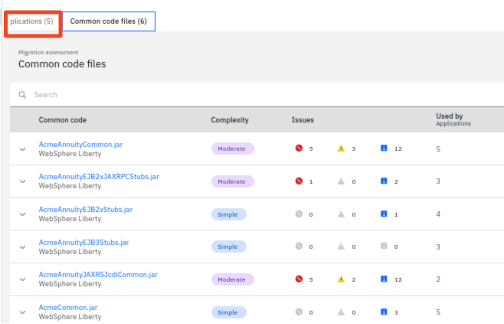 plications (5) Common code files (6)
Migration assessment
Common code files
Search
Common code Complexity Issues Used by
Applications
AcmeAnnuityCommon.jar Moderate 5 3 12 5
WebSphere Liberty
AcmeAnnuityEJB2xJAXRPCStubs.jar Moderate 1 0 2 3
WebSphere Liberty
AcmeAnnuityEJB2xStubs.jar Simple 0 0 1 4
WebSphere Liberty
AcmeAnnuityEJB3Stubs.jar Simple 0 0 0 3
WebSphere Liberty
AcmeAnnuityJAXRSJcdiCommon.jar Moderate 5 2 12 2
WebSphere Liberty
AcmeCommon.jar Simple 0 0 3 5
WebSphere Liberty